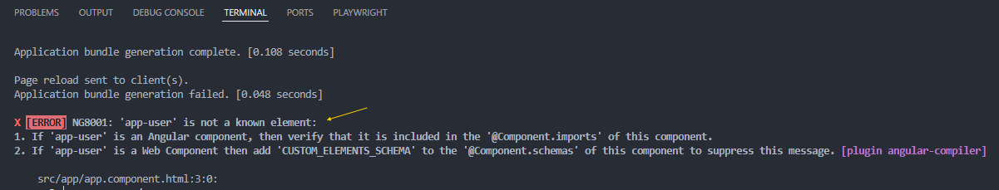 PROBLEMS OUTPUT DEBUG CONSOLE TERMINAL PORTS PLAYWRIGHT
Application bundle generation complete. [0.108 seconds]
Page reload sent to client(s).
Application bundle generation failed. [0.048 seconds]
X [ERROR] NG8001: 'app-user' is not a known element:
1. If 'app-user' is an Angular component, then verify that it is included in the '@Component.imports' of this component.
2. If 'app-user' is a Web Component then add 'CUSTOM_ELEMENTS_SCHEMA' to the '@Component.schemas' of this component to suppress this message. [plugin angular-compiler]
src/app/app.component.html:3:0: